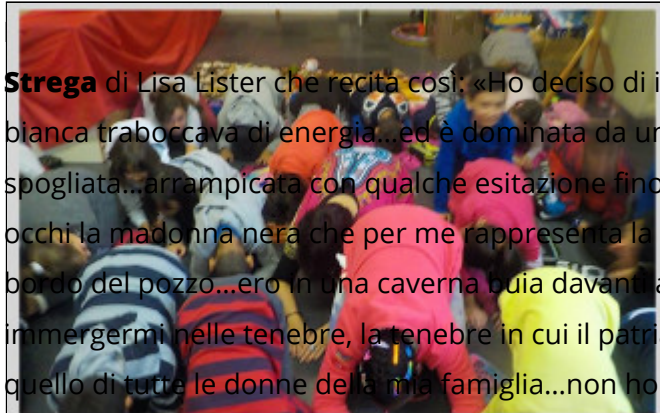 Strega di Lisa Lister che recita così: «Ho deciso di i
bianca traboccava di energia...ed è dominata da un
spogliata...arrampicata con qualche esitazione fino
occhi la madonna nera che per me rappresenta la
bordo del pozzo...ero in una caverna buia davanti a
immergermi nelle tenebre, la tenebre in cui il patria
quello di tutte le donne della mia famiglia...non ho